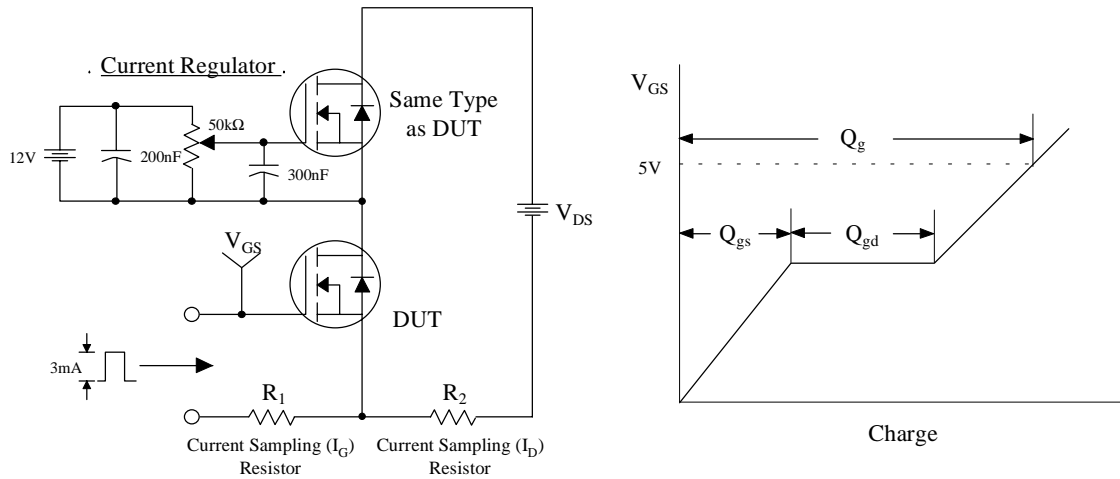 . Current Regulator .
12V
200nF
50kΩ
300nF
Same Type
as DUT
V_DS
V_GS
DUT
3mA
R_1
R_2
Current Sampling (I_G)
Resistor
Current Sampling (I_D)
Resistor
V_GS
Q_g
5V
Q_gs
Q_gd
Charge